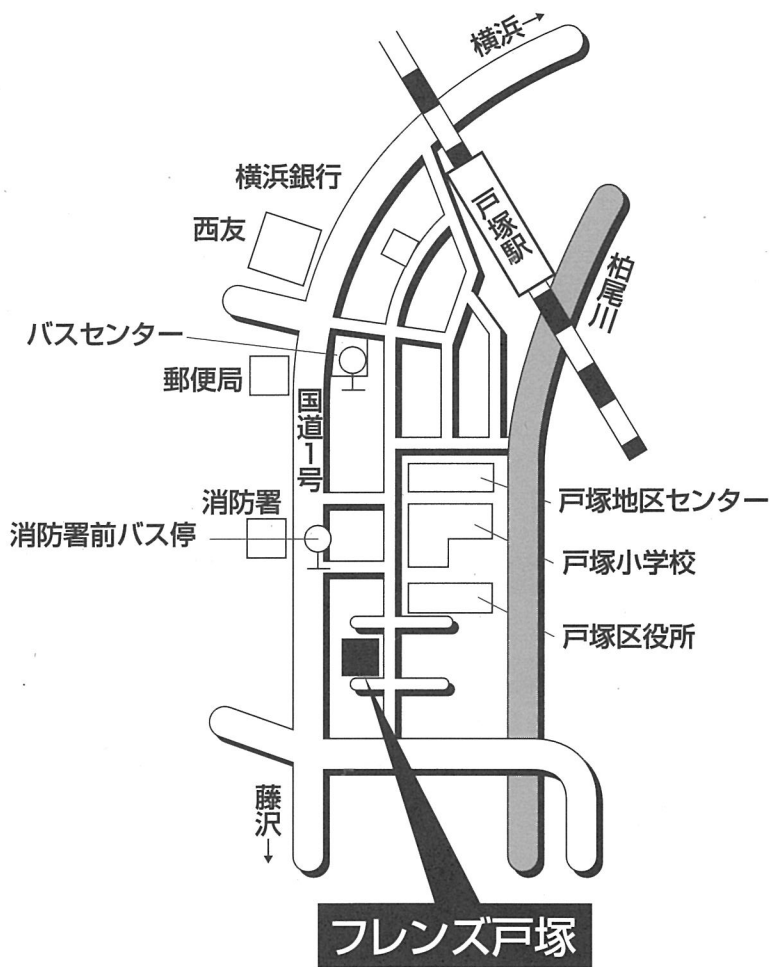 横浜→
横浜銀行
西友
戸塚駅
柏尾川
バスセンター
郵便局
国道1号
消防署
消防署前バス停
戸塚地区センター
戸塚小学校
戸塚区役所
藤沢→
フレンズ戸塚